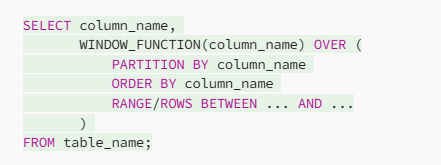 SELECT column_name,
       WINDOW_FUNCTION(column_name) OVER (
           PARTITION BY column_name
           ORDER BY column_name
           RANGE/ROWS BETWEEN ... AND ...
       )
FROM table_name;